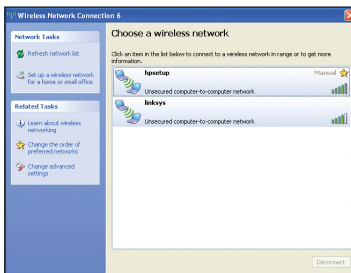 Wireless Network Connection 6
Network Tasks
Refresh network list
Set up a wireless network
for a home or small office
Related Tasks
Learn about wireless
networking
Change the order of
preferred networks
Change advanced
settings
Choose a wireless network
Click an item in the list below to connect to a wireless network in range or to get more
information.
hpsetup
Manual
Unsecured computer-to-computer network
linksys
Unsecured computer-to-computer network
Disconnect